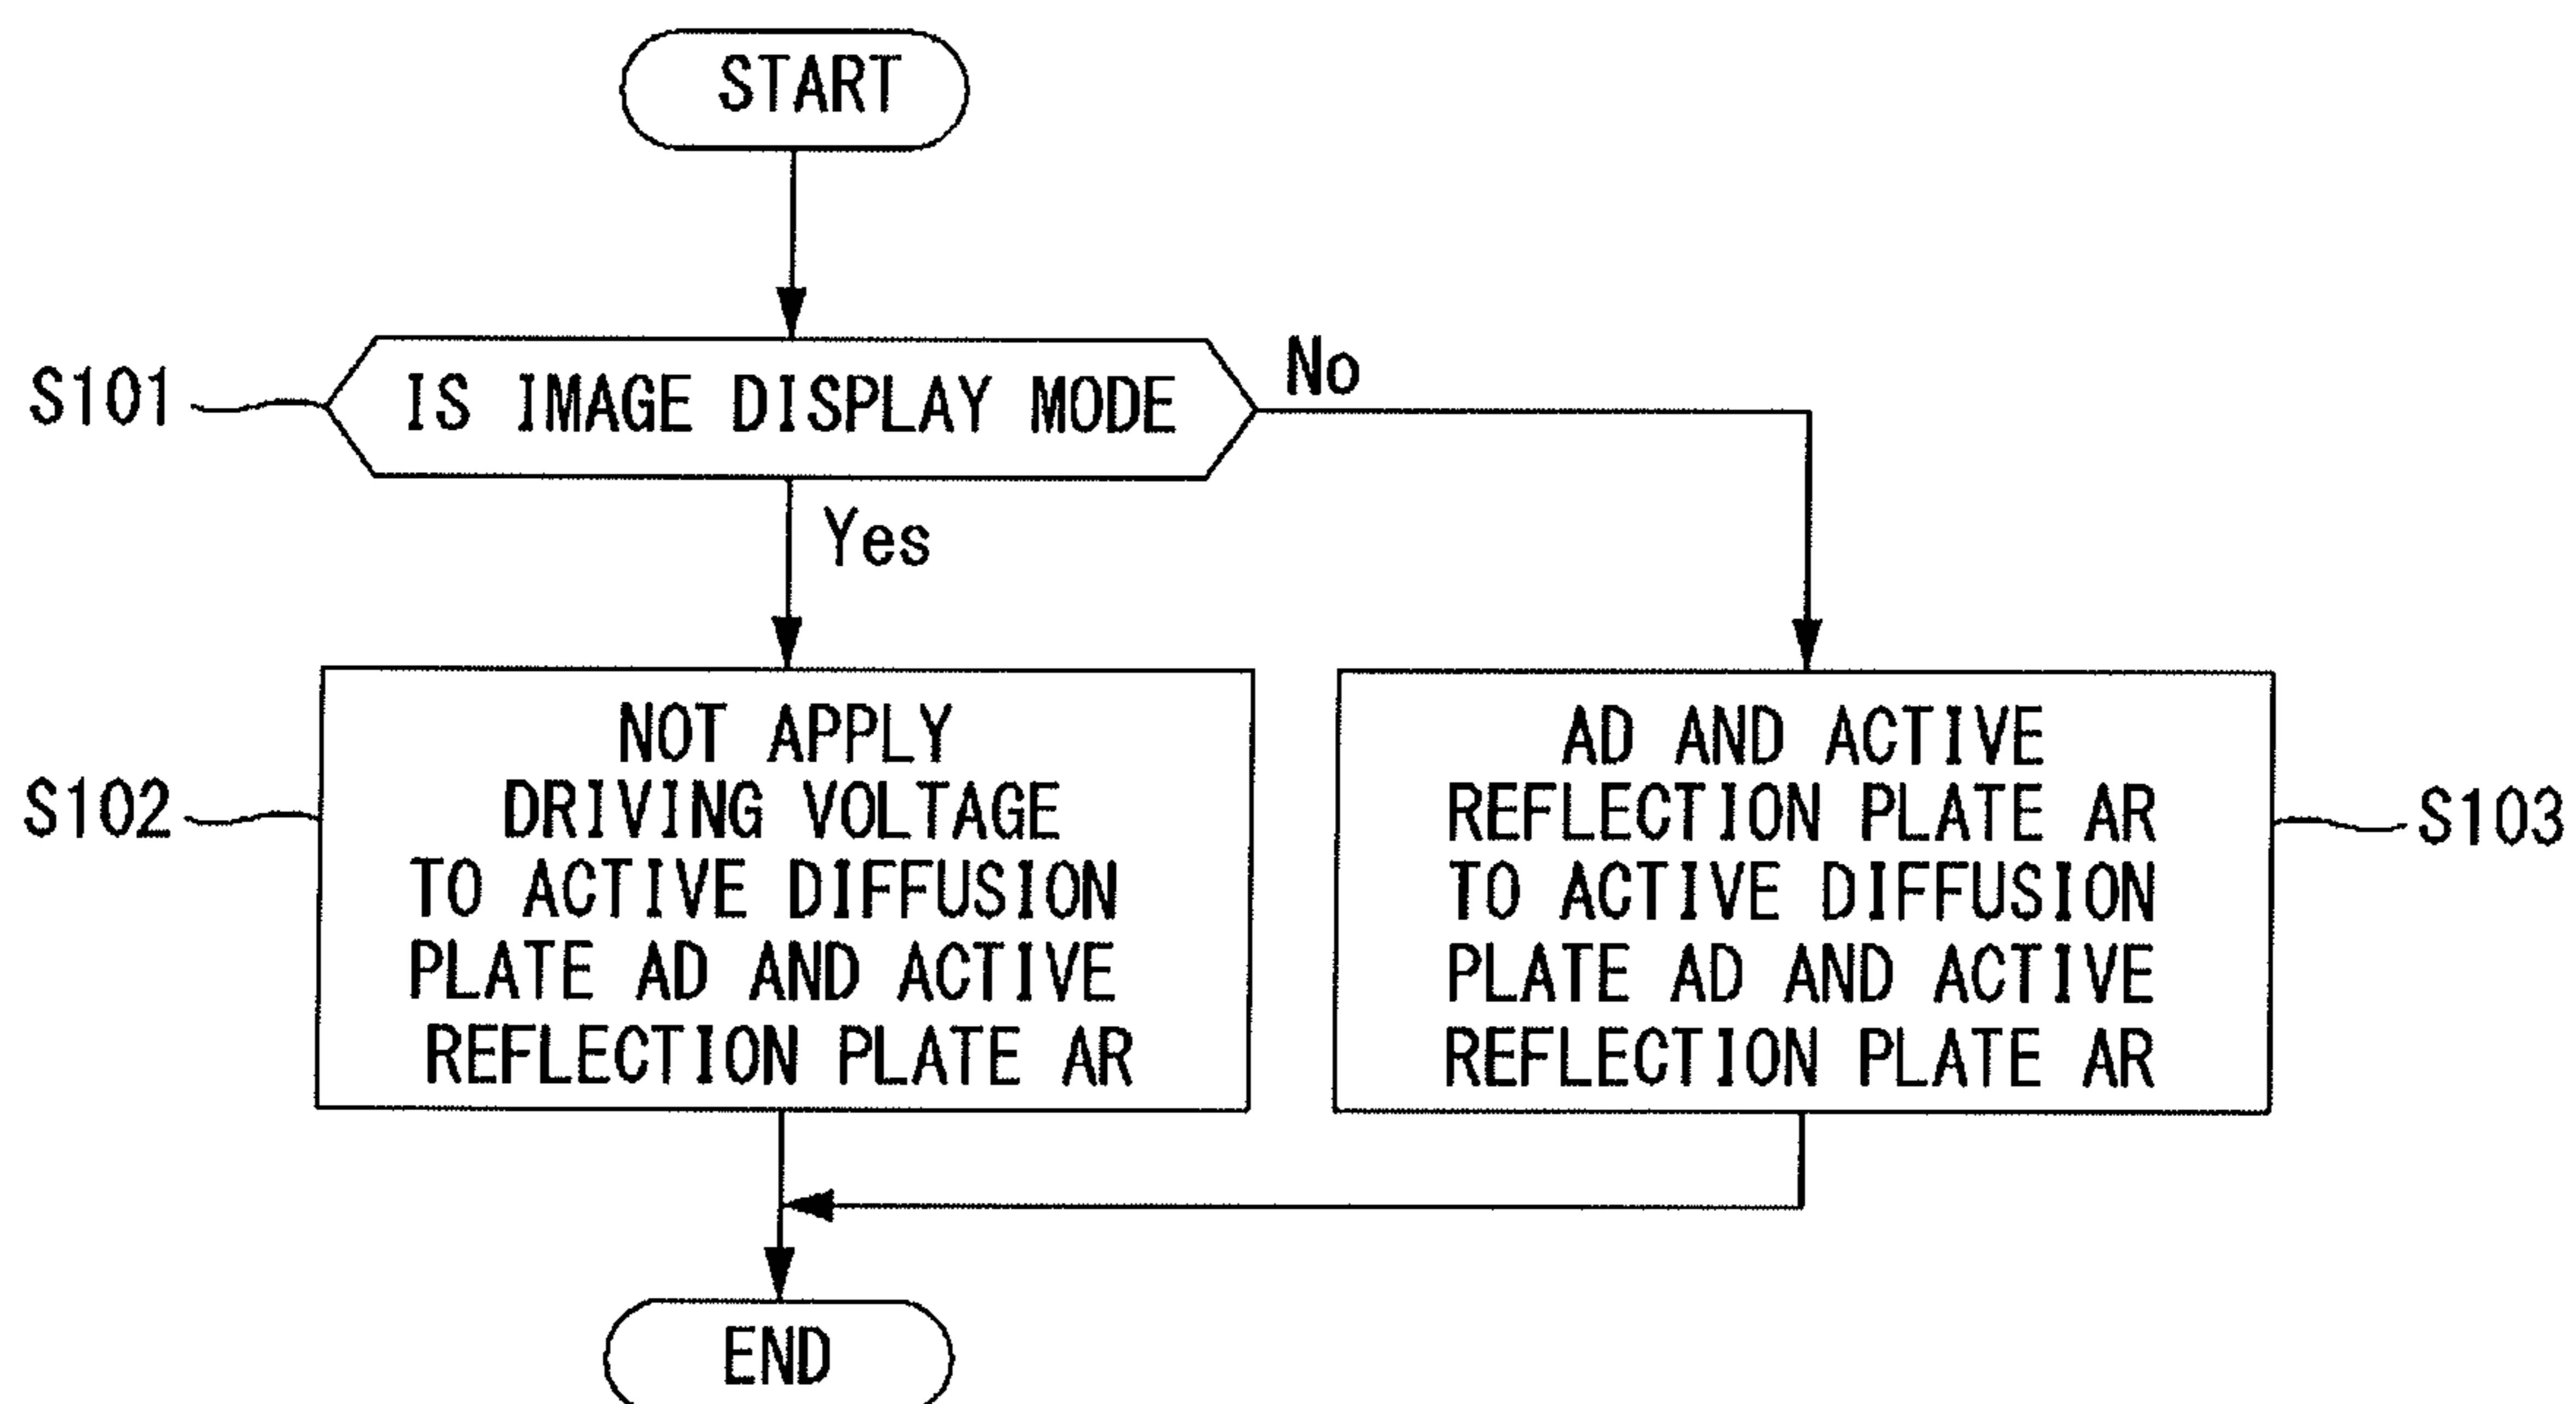 START
S101
IS IMAGE DISPLAY MODE
No
Yes
S102
NOT APPLY
DRIVING VOLTAGE
TO ACTIVE DIFFUSION
PLATE AD AND ACTIVE
REFLECTION PLATE AR
AD AND ACTIVE
REFLECTION PLATE AR
TO ACTIVE DIFFUSION
PLATE AD AND ACTIVE
REFLECTION PLATE AR
S103
END